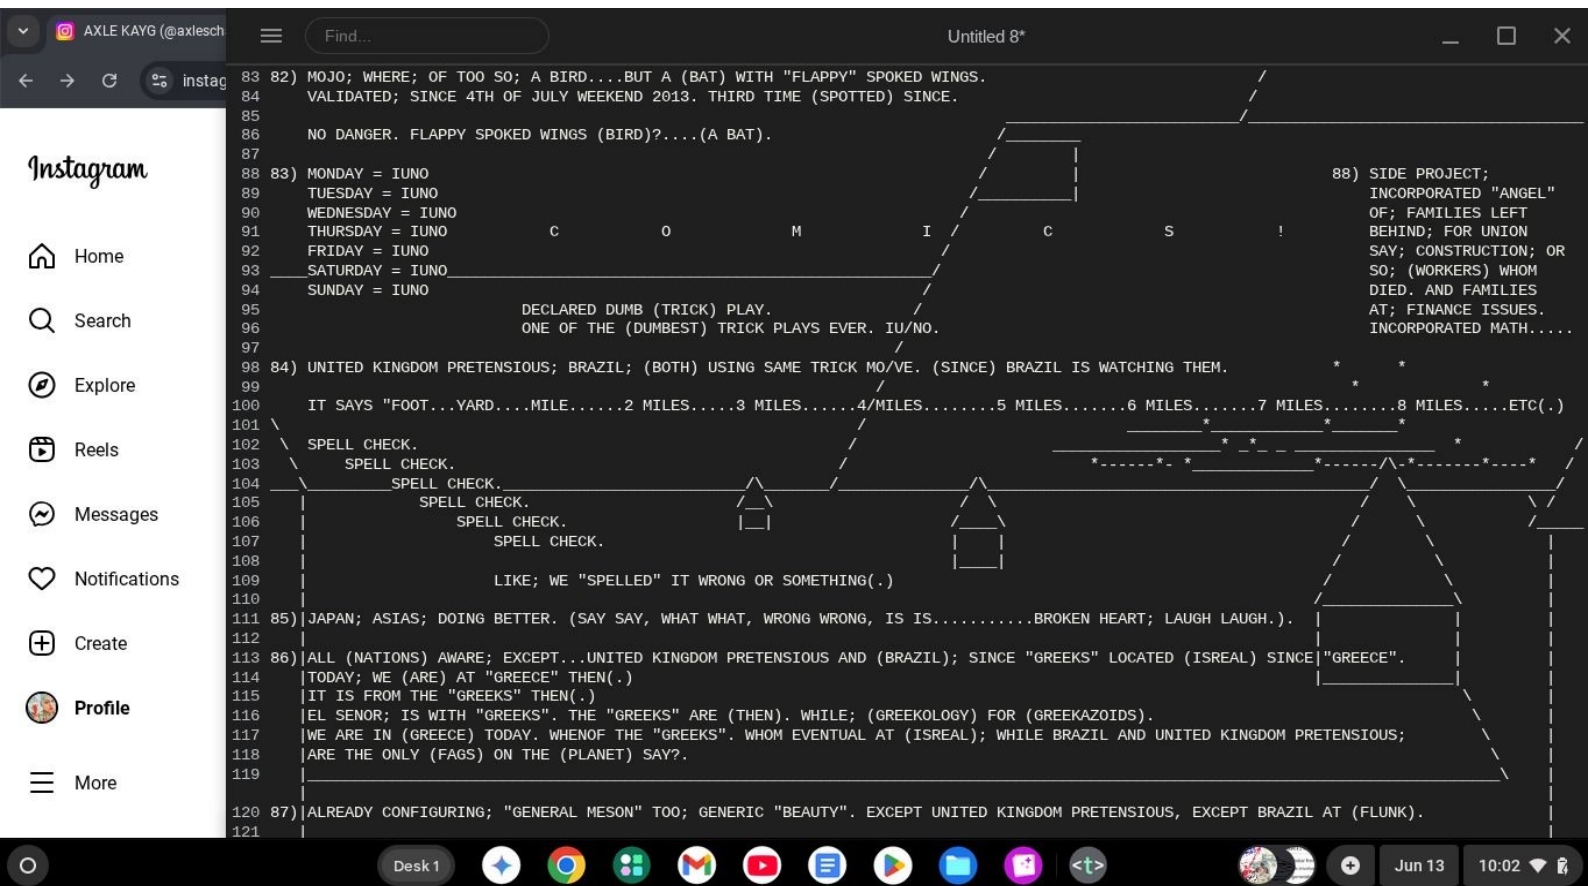 AXLE KAYG (@axlesch
Find...
Untitled 8*
instag
Instagram
Home
Search
Explore
Reels
Messages
Notifications
Create
Profile
More
83 82) MOJO; WHERE; OF TOO SO; A BIRD....BUT A (BAT) WITH "FLAPPY" SPOKED WINGS.
84 VALIDATED; SINCE 4TH OF JULY WEEKEND 2013. THIRD TIME (SPOTTED) SINCE.
85
86 NO DANGER. FLAPPY SPOKED WINGS (BIRD)?....(A BAT).
87
88 83) MONDAY = IUNO 88) SIDE PROJECT;
89 TUESDAY = IUNO INCORPORATED "ANGEL"
90 WEDNESDAY = IUNO OF; FAMILIES LEFT
91 THURSDAY = IUNO C O M I C S ! BEHIND; FOR UNION
92 FRIDAY = IUNO SAY; CONSTRUCTION; OR
93 SATURDAY = IUNO SO; (WORKERS) WHOM
94 SUNDAY = IUNO DIED. AND FAMILIES
95 DECLARED DUMB (TRICK) PLAY. AT; FINANCE ISSUES.
96 ONE OF THE (DUMBEST) TRICK PLAYS EVER. IU/NO. INCORPORATED MATH.....
97
98 84) UNITED KINGDOM PRETENSIOUS; BRAZIL; (BOTH) USING SAME TRICK MO/VE. (SINCE) BRAZIL IS WATCHING THEM.
99
100 IT SAYS "FOOT...YARD....MILE......2 MILES.....3 MILES......4/MILES........5 MILES.......6 MILES.......7 MILES........8 MILES.....ETC(.)
101
102 SPELL CHECK.
103 SPELL CHECK.
104 SPELL CHECK.
105 SPELL CHECK.
106 SPELL CHECK.
107 SPELL CHECK.
108
109 LIKE; WE "SPELLED" IT WRONG OR SOMETHING(.)
110
111 85)|JAPAN; ASIAS; DOING BETTER. (SAY SAY, WHAT WHAT, WRONG WRONG, IS IS...........BROKEN HEART; LAUGH LAUGH.).
112
113 86)|ALL (NATIONS) AWARE; EXCEPT...UNITED KINGDOM PRETENSIOUS AND (BRAZIL); SINCE "GREEKS" LOCATED (ISREAL) SINCE|"GREECE".
114 |TODAY; WE (ARE) AT "GREECE" THEN(.)
115 |IT IS FROM THE "GREEKS" THEN(.)
116 |EL SENOR; IS WITH "GREEKS". THE "GREEKS" ARE (THEN). WHILE; (GREEKOLOGY) FOR (GREEKAZOIDS).
117 |WE ARE IN (GREECE) TODAY. WHENOF THE "GREEKS". WHOM EVENTUAL AT (ISREAL); WHILE BRAZIL AND UNITED KINGDOM PRETENSIOUS;
118 |ARE THE ONLY (FAGS) ON THE (PLANET) SAY?.
119
120 87)|ALREADY CONFIGURING; "GENERAL MESON" TOO; GENERIC "BEAUTY". EXCEPT UNITED KINGDOM PRETENSIOUS, EXCEPT BRAZIL AT (FLUNK).
121
Desk 1
<t>
Jun 13
10:02